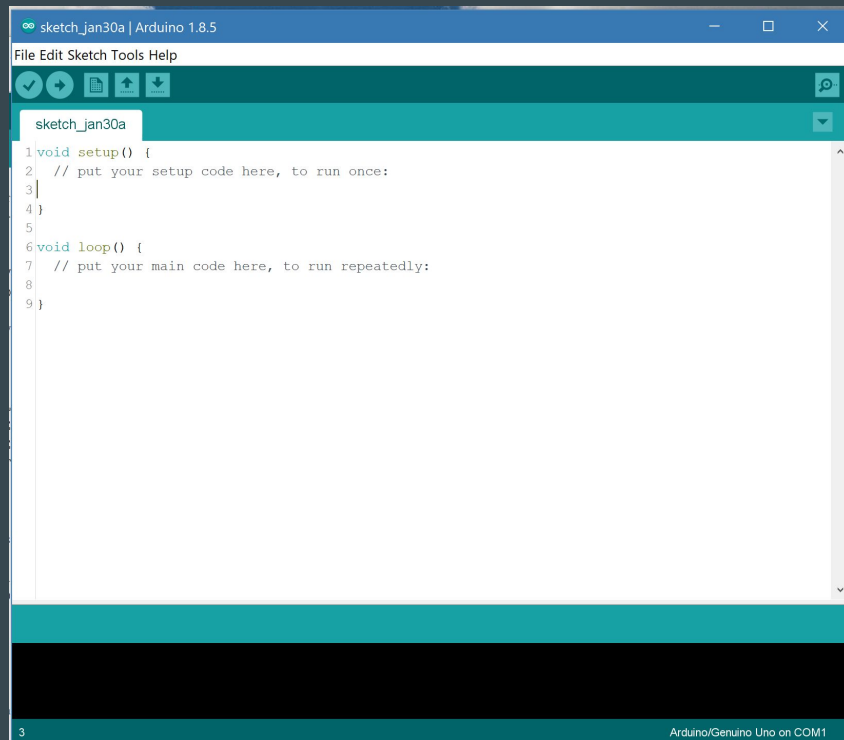 sketch_jan30a | Arduino 1.8.5
File Edit Sketch Tools Help
sketch_jan30a
1 void setup() {
2   // put your setup code here, to run once:
3
4 }
5
6 void loop() {
7   // put your main code here, to run repeatedly:
8
9 }
3 Arduino/Genuino Uno on COM1